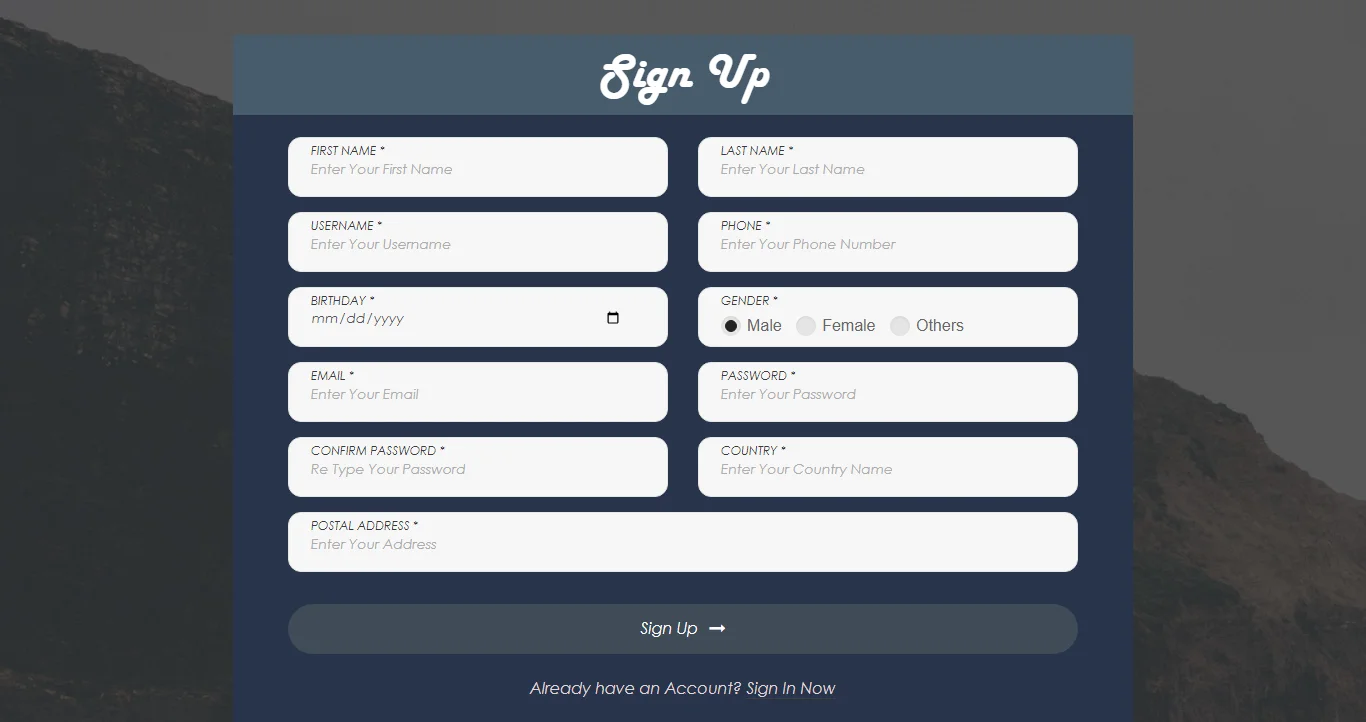 Sign Up
FIRST NAME *
Enter Your First Name
LAST NAME *
Enter Your Last Name
USERNAME *
Enter Your Username
PHONE *
Enter Your Phone Number
BIRTHDAY *
mm/dd/yyyy
GENDER *
Male Female Others
EMAIL *
Enter Your Email
PASSWORD *
Enter Your Password
CONFIRM PASSWORD *
Re Type Your Password
COUNTRY *
Enter Your Country Name
POSTAL ADDRESS *
Enter Your Address
Sign Up →
Already have an Account? Sign In Now